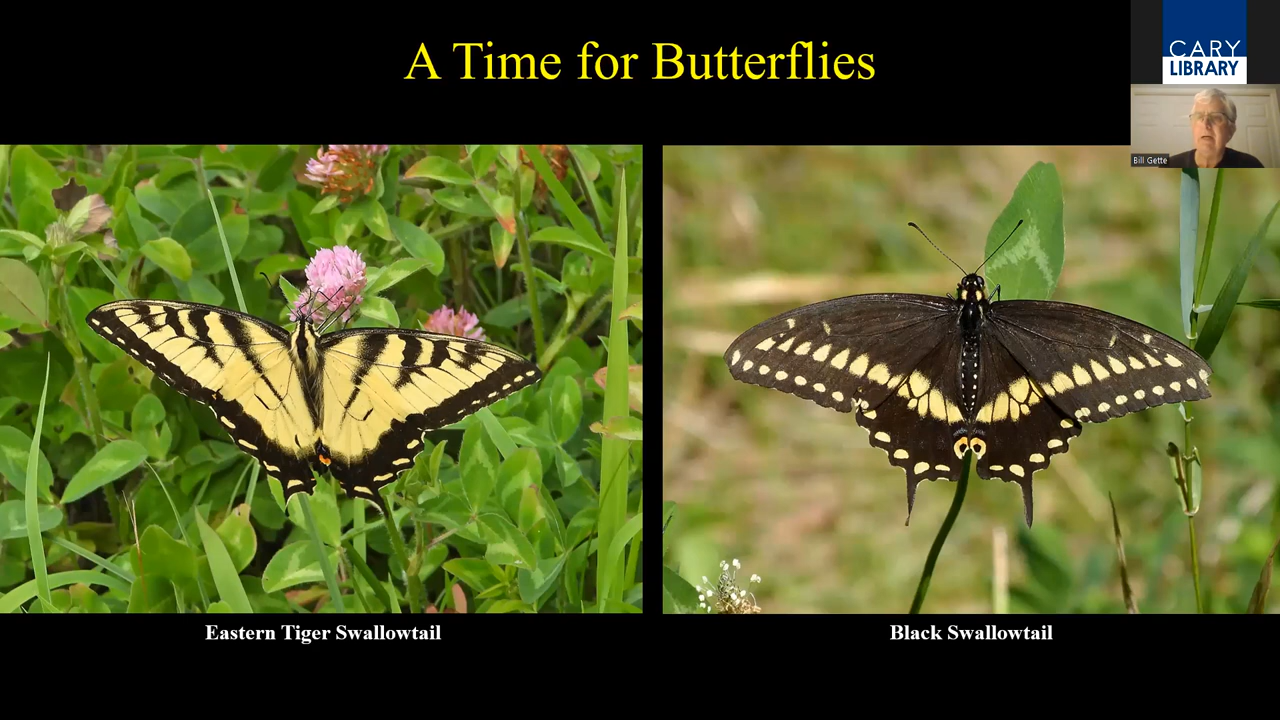 A Time for Butterflies
CARY
LIBRARY
Bill Gette
Eastern Tiger Swallowtail
Black Swallowtail